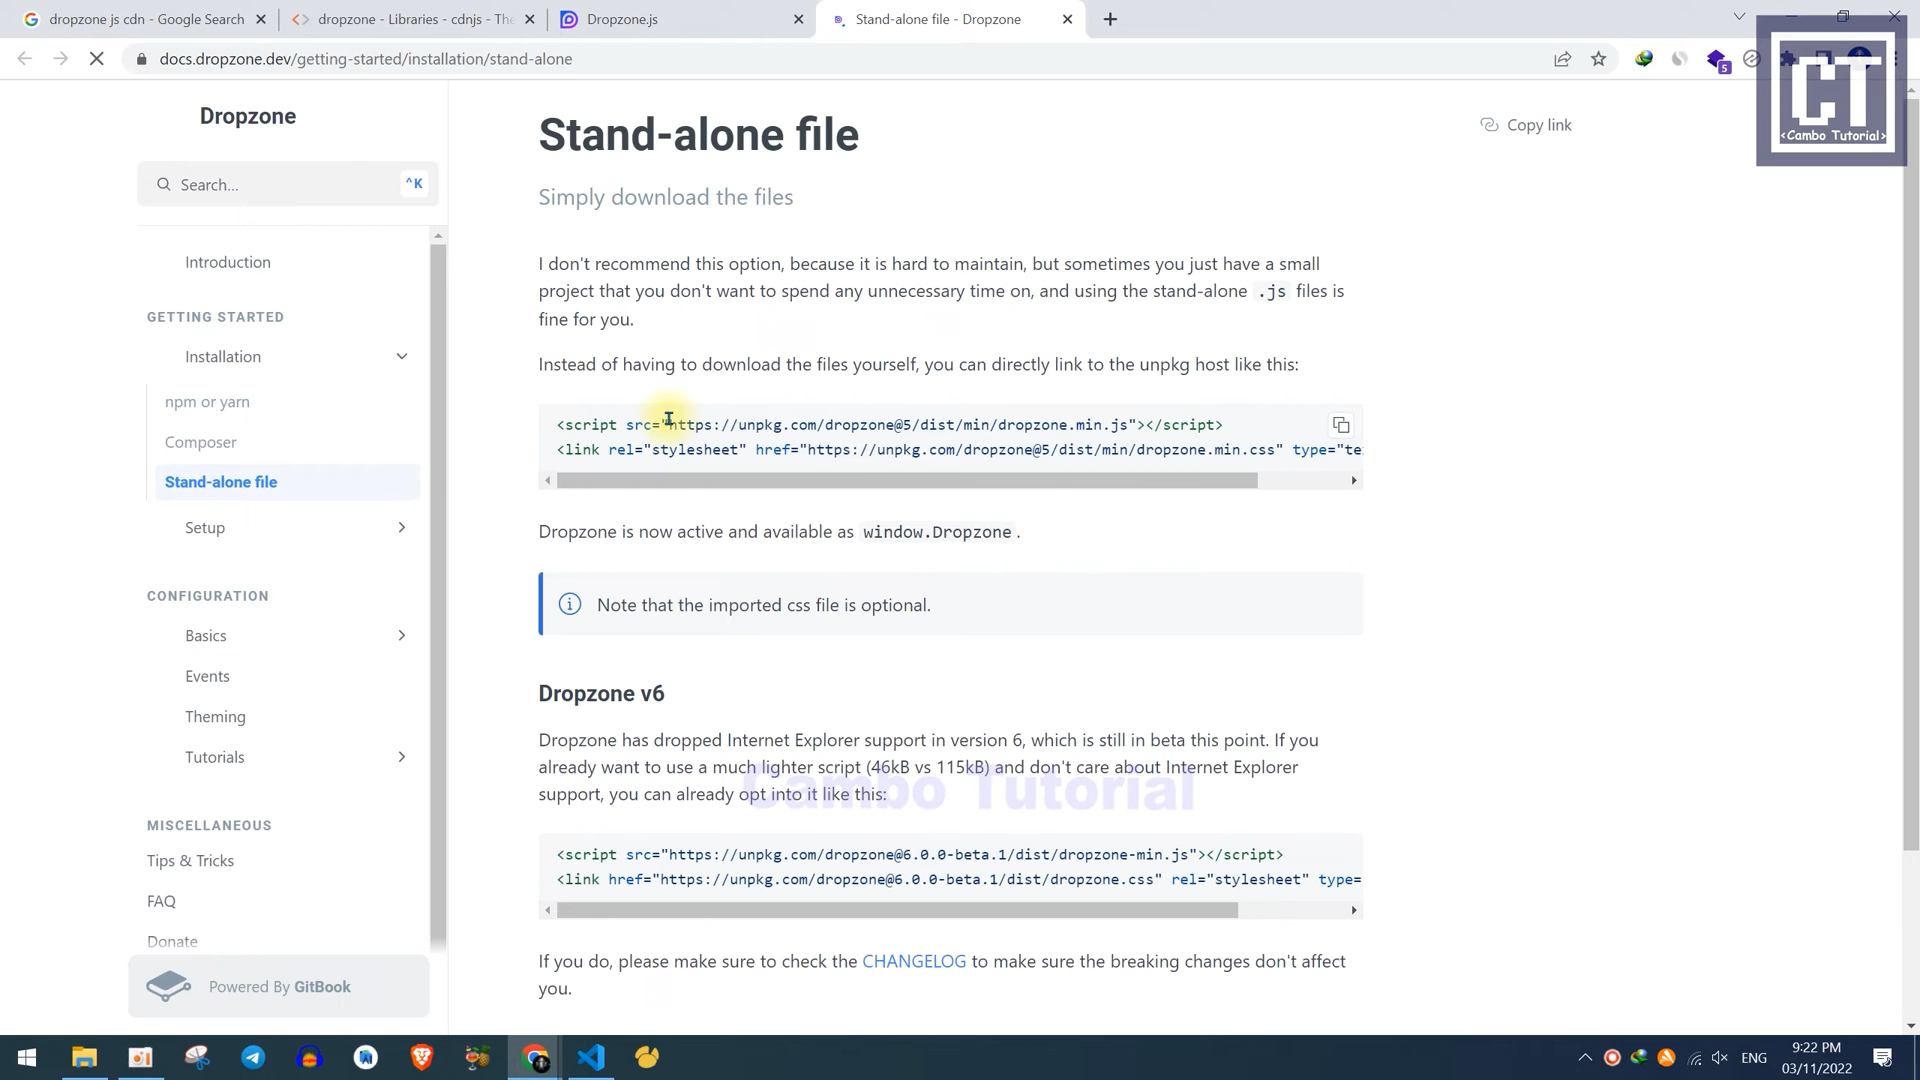 dropzone js cdn - Google Search
dropzone - Libraries - cdnjs - The
Dropzone.js
Stand-alone file - Dropzone
docs.dropzone.dev/getting-started/installation/stand-alone
5
CT
<Cambo Tutorial>
Dropzone
Search...
^K
Introduction
GETTING STARTED
Installation
npm or yarn
Composer
Stand-alone file
Setup
CONFIGURATION
Basics
Events
Theming
Tutorials
MISCELLANEOUS
Tips & Tricks
FAQ
Donate
Powered By GitBook
Stand-alone file
Copy link
Simply download the files
I don't recommend this option, because it is hard to maintain, but sometimes you just have a small
project that you don't want to spend any unnecessary time on, and using the stand-alone .js files is
fine for you.
Instead of having to download the files yourself, you can directly link to the unpkg host like this:
<script src="https://unpkg.com/dropzone@5/dist/min/dropzone.min.js"></script>
<link rel="stylesheet" href="https://unpkg.com/dropzone@5/dist/min/dropzone.min.css" type="te
Dropzone is now active and available as window.Dropzone .
Note that the imported css file is optional.
Dropzone v6
Dropzone has dropped Internet Explorer support in version 6, which is still in beta this point. If you
already want to use a much lighter script (46kB vs 115kB) and don't care about Internet Explorer
support, you can already opt into it like this:
Cambo Tutorial
<script src="https://unpkg.com/dropzone@6.0.0-beta.1/dist/dropzone-min.js"></script>
<link href="https://unpkg.com/dropzone@6.0.0-beta.1/dist/dropzone.css" rel="stylesheet" type=
If you do, please make sure to check the CHANGELOG to make sure the breaking changes don't affect
you.
ENG
9:22 PM
03/11/2022